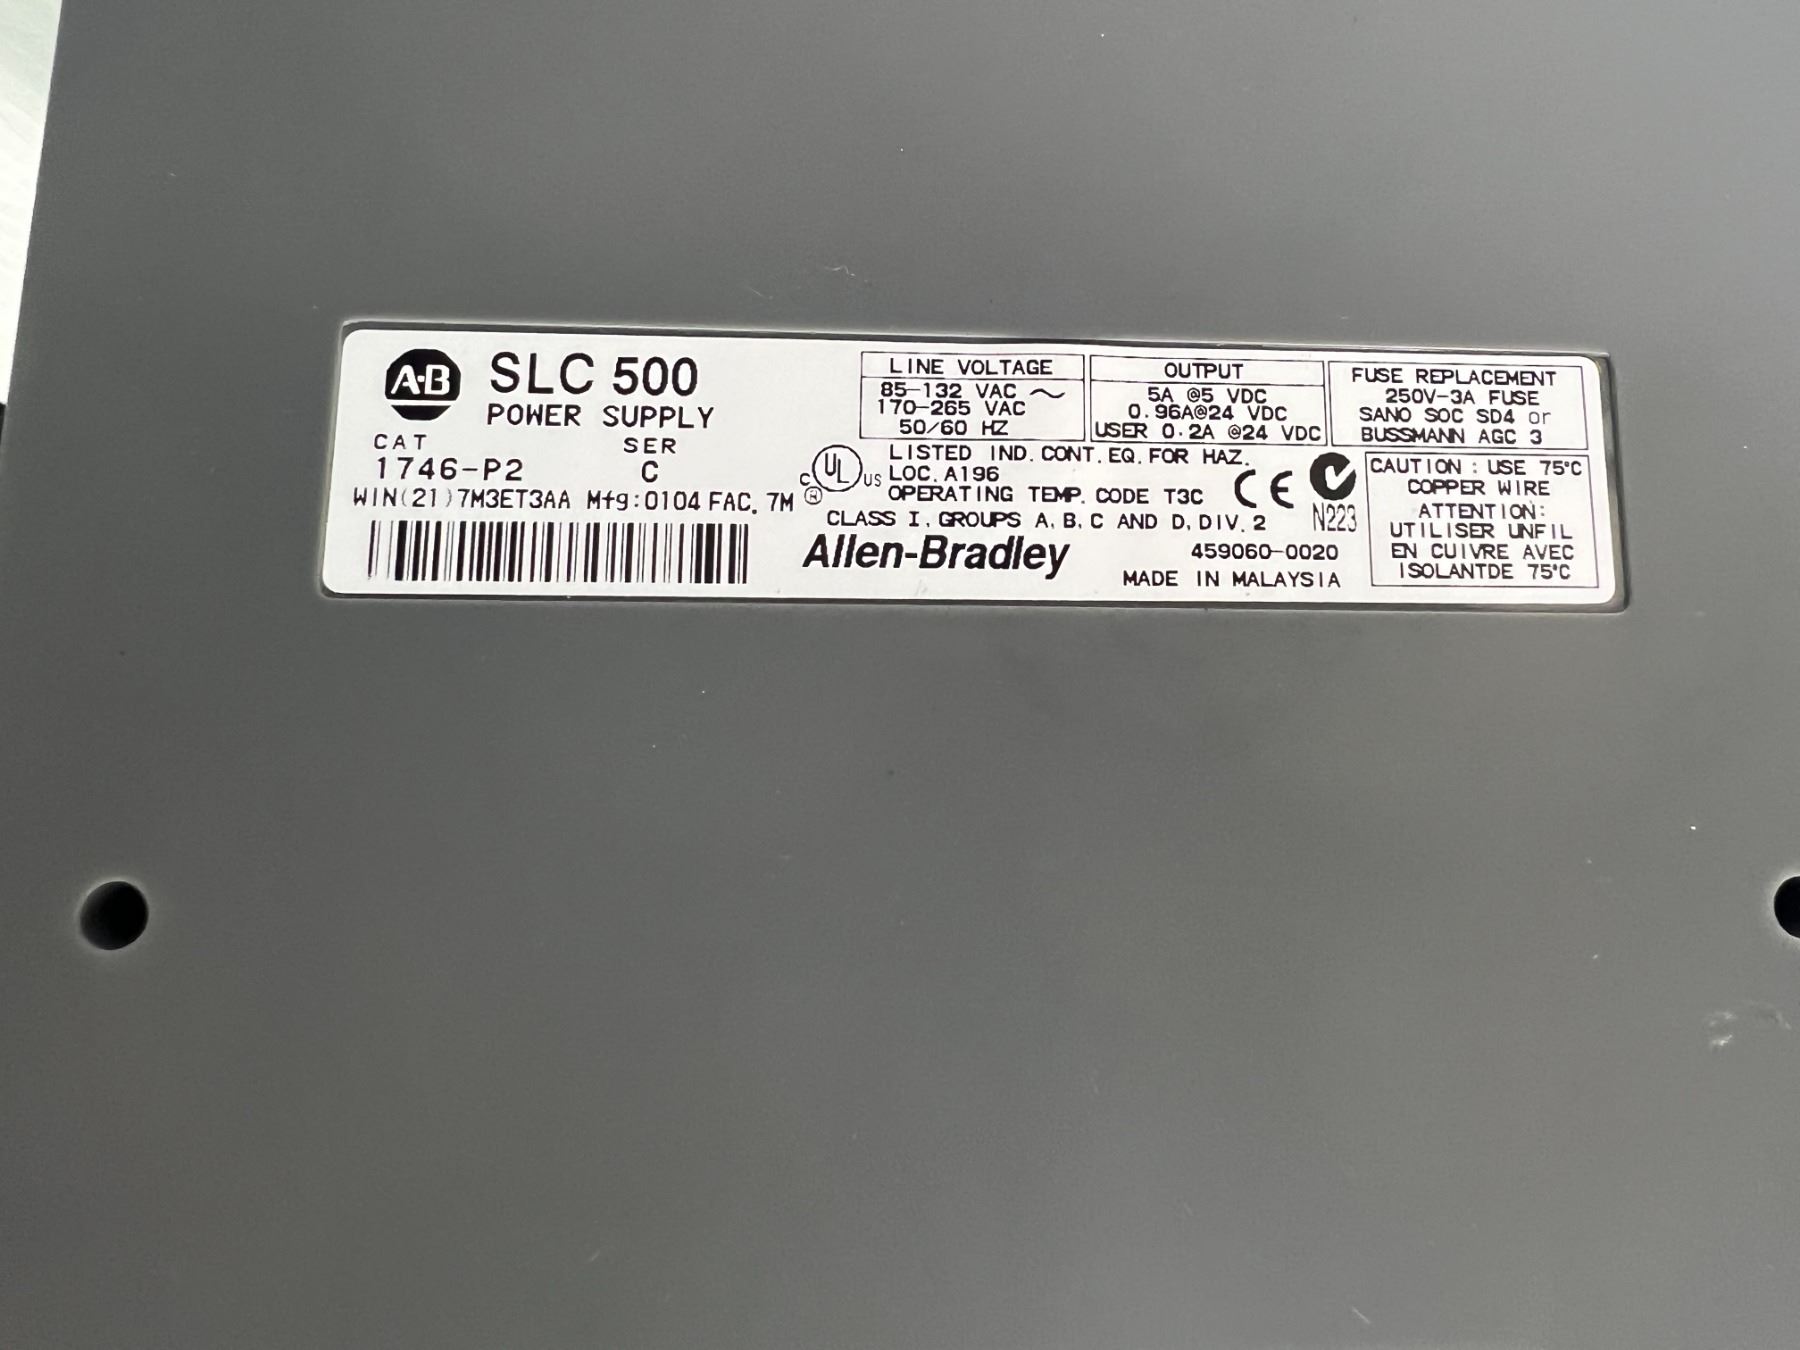 A-B SLC 500
POWER SUPPLY
CAT SER
1746-P2 C
WIN(21)7M3ET3AA Mfg:0104 FAC. 7M
LINE VOLTAGE
85-132 VAC ~
170-265 VAC
50/60 HZ
OUTPUT
5A @5 VDC
0.96A@24 VDC
USER 0.2A @24 VDC
FUSE REPLACEMENT
250V-3A FUSE
SANO SOC SD4 or
BUSSMANN AGC 3
C UL US ®
LISTED IND. CONT. EQ. FOR HAZ.
LOC. A196
OPERATING TEMP. CODE T3C
CLASS I, GROUPS A, B, C AND D, DIV. 2
CE
N223
Allen-Bradley
459060-0020
MADE IN MALAYSIA
CAUTION : USE 75°C
COPPER WIRE
ATTENTION:
UTILISER UNFIL
EN CUIVRE AVEC
ISOLANTDE 75°C